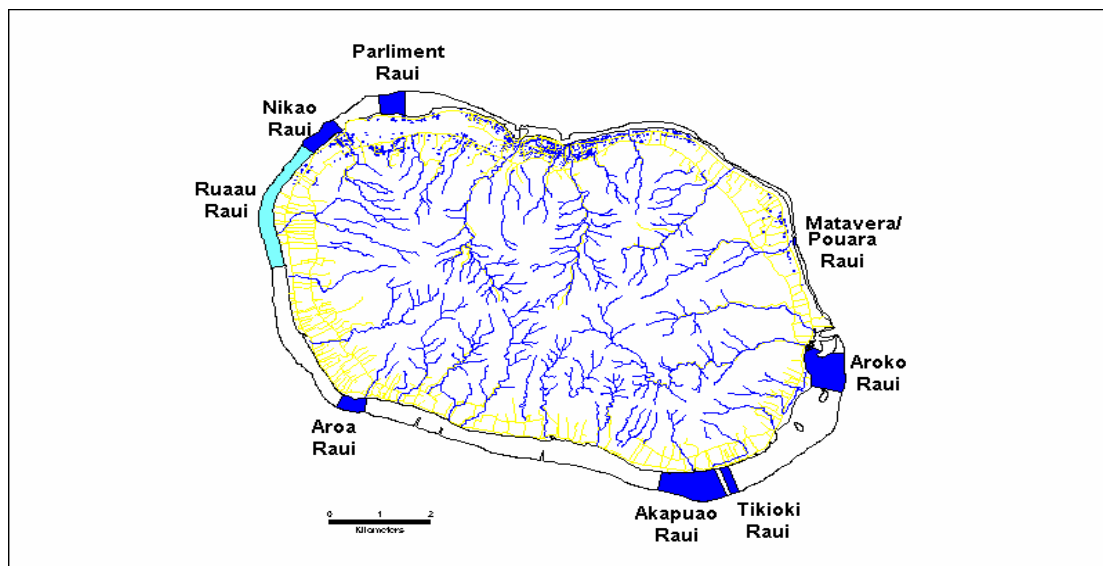 Parliment
Raui
Nikao
Raui
Ruaau
Raui
Matavera/
Pouara
Raui
Aroko
Raui
Aroa
Raui
Akapuao
Raui
Tikioki
Raui
0 1 2
Kilometers